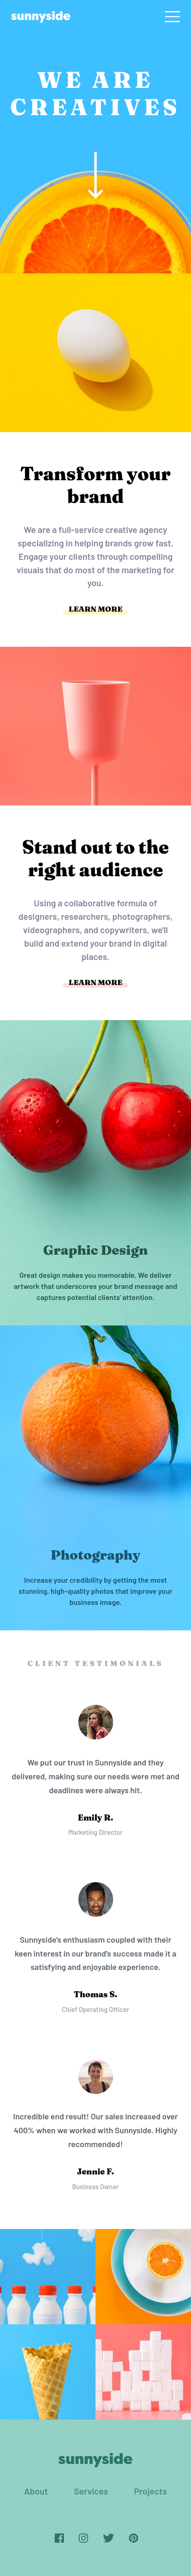 sunnyside
WE ARE
CREATIVES
Transform your
brand
We are a full-service creative agency
specializing in helping brands grow fast.
Engage your clients through compelling
visuals that do most of the marketing for
you.
LEARN MORE
Stand out to the
right audience
Using a collaborative formula of
designers, researchers, photographers,
videographers, and copywriters, we'll
build and extend your brand in digital
places.
LEARN MORE
Graphic Design
Great design makes you memorable. We deliver
artwork that underscores your brand message and
captures potential clients' attention.
Photography
Increase your credibility by getting the most
stunning, high-quality photos that improve your
business image.
CLIENT TESTIMONIALS
We put our trust in Sunnyside and they
delivered, making sure our needs were met and
deadlines were always hit.
Emily R.
Marketing Director
Sunnyside's enthusiasm coupled with their
keen interest in our brand's success made it a
satisfying and enjoyable experience.
Thomas S.
Chief Operating Officer
Incredible end result! Our sales increased over
400% when we worked with Sunnyside. Highly
recommended!
Jennie F.
Business Owner
sunnyside
About Services Projects